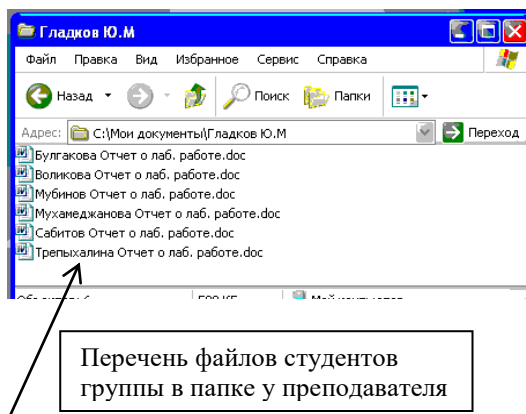 Гладков Ю.М
Файл Правка Вид Избранное Сервис Справка
Назад Поиск Папки
Адрес: C:\Мои документы\Гладков Ю.М Переход
Булгакова Отчет о лаб. работе.doc
Воликова Отчет о лаб. работе.doc
Мубинов Отчет о лаб. работе.doc
Мухамеджанова Отчет о лаб. работе.doc
Сабитов Отчет о лаб. работе.doc
Трепыхалина Отчет о лаб. работе.doc
Перечень файлов студентов
группы в папке у преподавателя